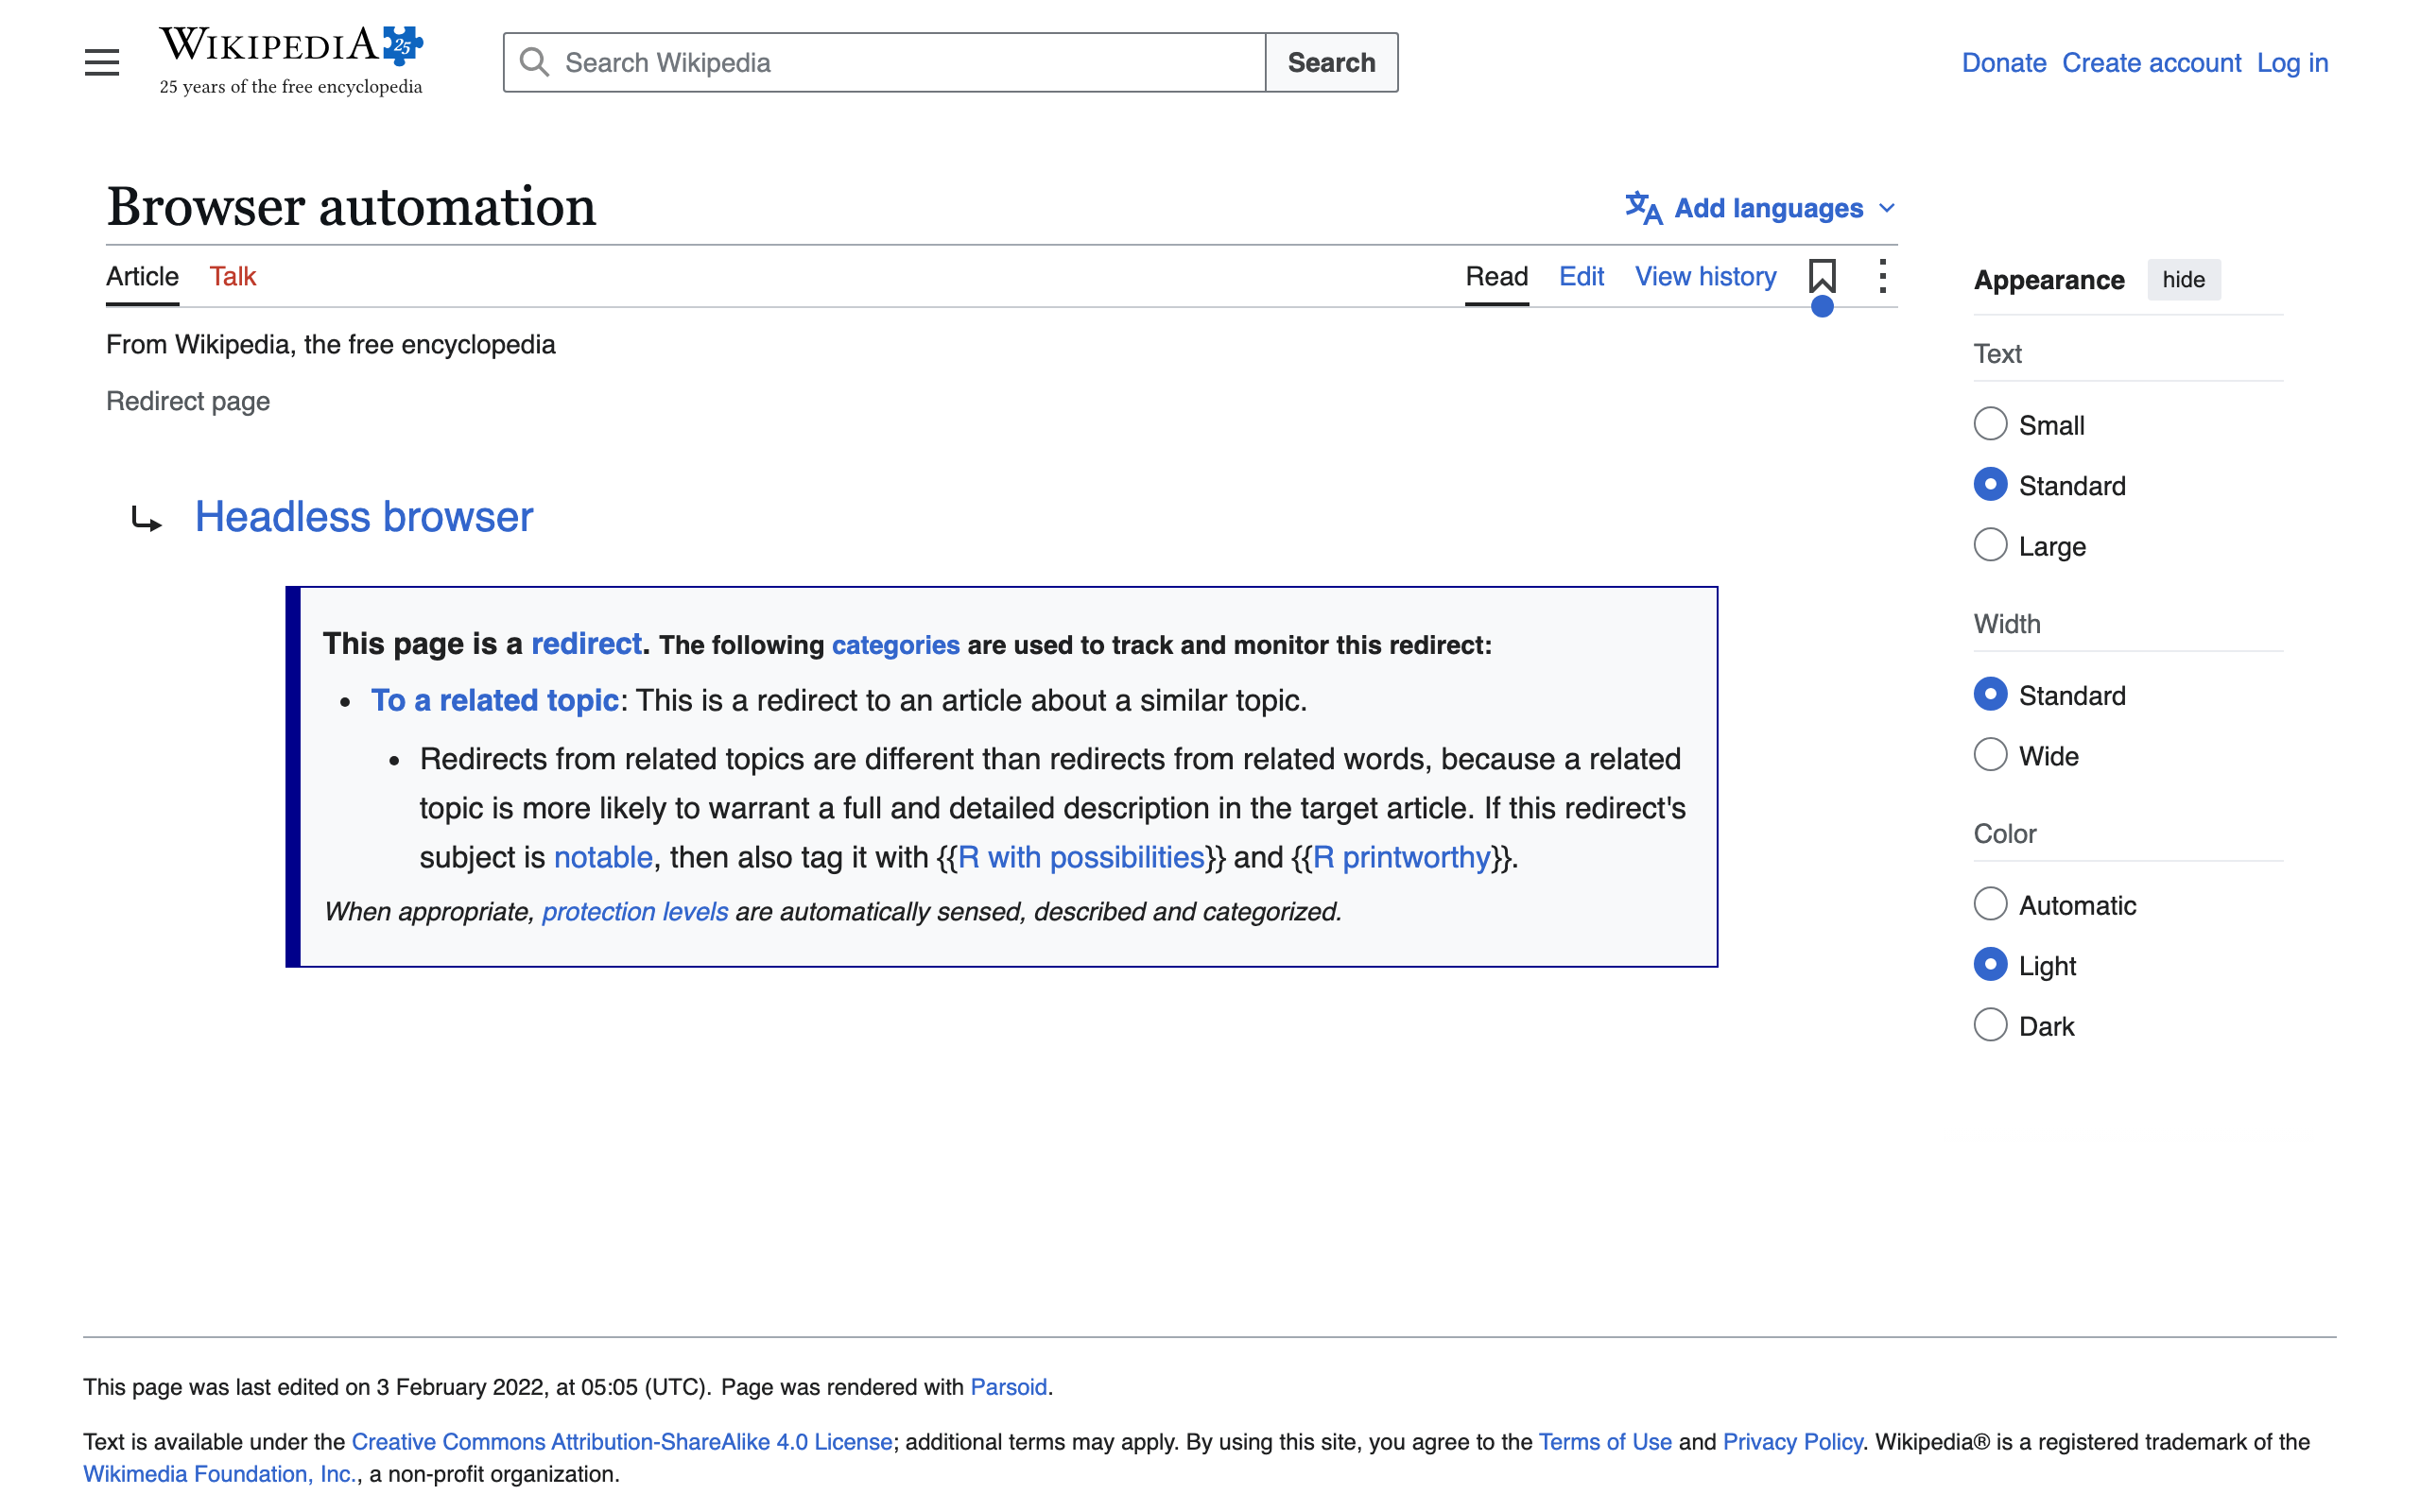 WIKIPEDIA 25
25 years of the free encyclopedia
Search Wikipedia
Search
Donate Create account Log in
Browser automation
Add languages
Article Talk
Read Edit View history
From Wikipedia, the free encyclopedia
Redirect page
Headless browser
This page is a redirect. The following categories are used to track and monitor this redirect:
• To a related topic: This is a redirect to an article about a similar topic.
• Redirects from related topics are different than redirects from related words, because a related
topic is more likely to warrant a full and detailed description in the target article. If this redirect's
subject is notable, then also tag it with {{R with possibilities}} and {{R printworthy}}.
When appropriate, protection levels are automatically sensed, described and categorized.
Appearance hide
Text
Small
Standard
Large
Width
Standard
Wide
Color
Automatic
Light
Dark
This page was last edited on 3 February 2022, at 05:05 (UTC). Page was rendered with Parsoid.
Text is available under the Creative Commons Attribution-ShareAlike 4.0 License; additional terms may apply. By using this site, you agree to the Terms of Use and Privacy Policy. Wikipedia® is a registered trademark of the
Wikimedia Foundation, Inc., a non-profit organization.